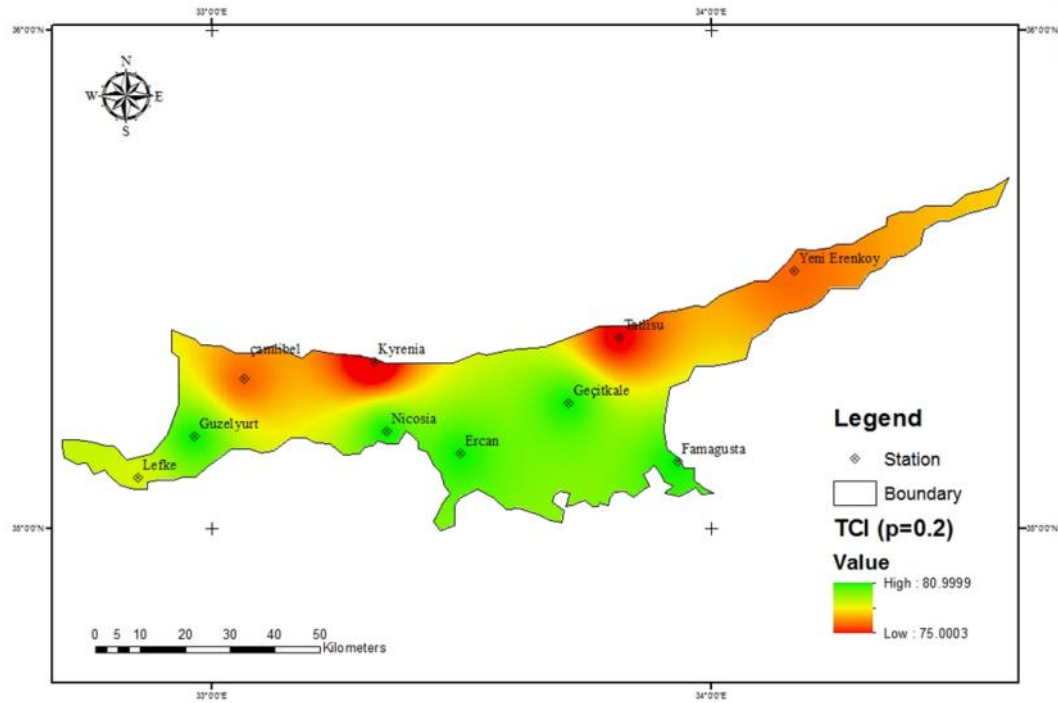 33°0'0"E 34°0'0"E
36°0'0"N 36°0'0"N
N
W E
S
Yeni Erenkoy
Tatlisu
çamlibel
Kyrenia
Geçitkale
Guzelyurt
Nicosia
Ercan
Famagusta
Lefke
Legend
Station
Boundary
TCI (p=0.2)
Value
High : 80.9999
Low : 75.0003
35°0'0"N 35°0'0"N
0 5 10 20 30 40 50
Kilometers
33°0'0"E 34°0'0"E